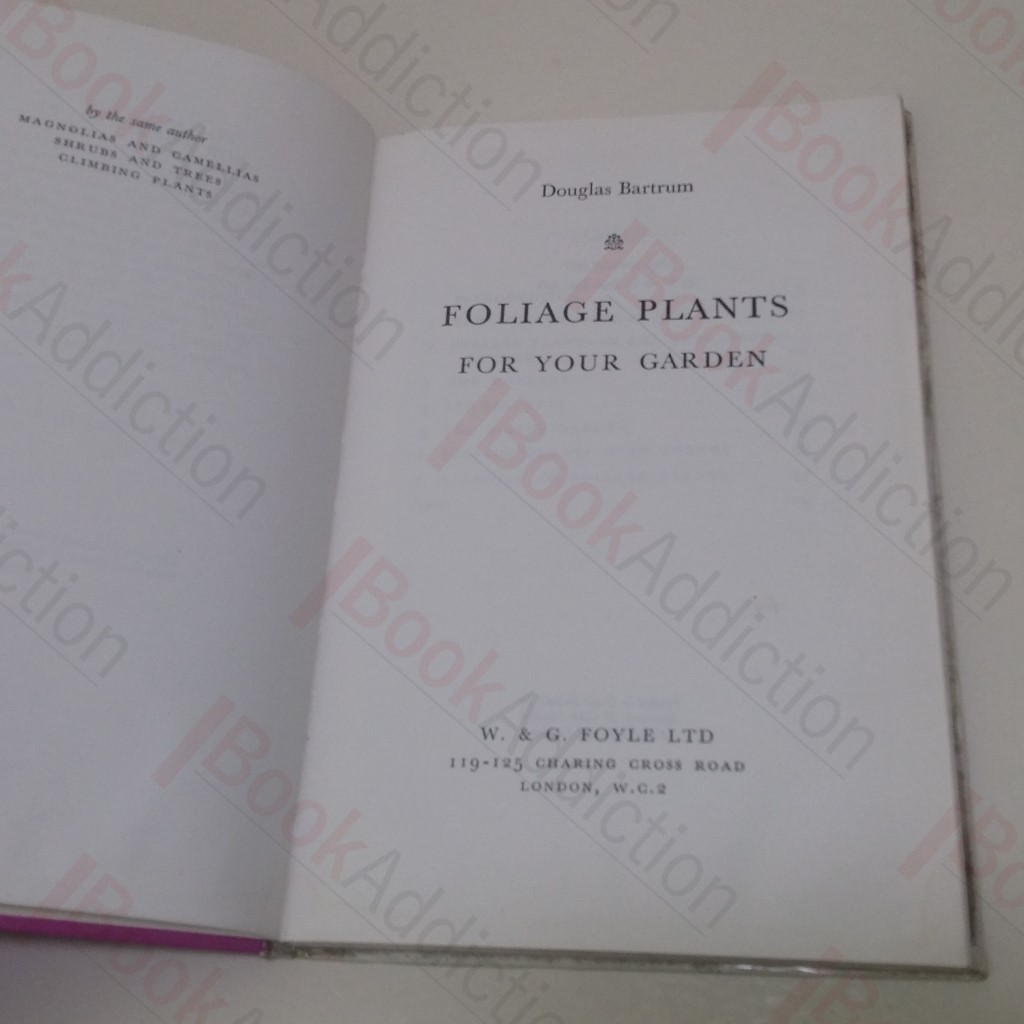 by the same author
MAGNOLIAS AND CAMELLIAS
SHRUBS AND TREES
CLIMBING PLANTS
Douglas Bartrum
FOLIAGE PLANTS
FOR YOUR GARDEN
W. & G. FOYLE LTD
119-125 CHARING CROSS ROAD
LONDON, W.C.2
BookAddiction